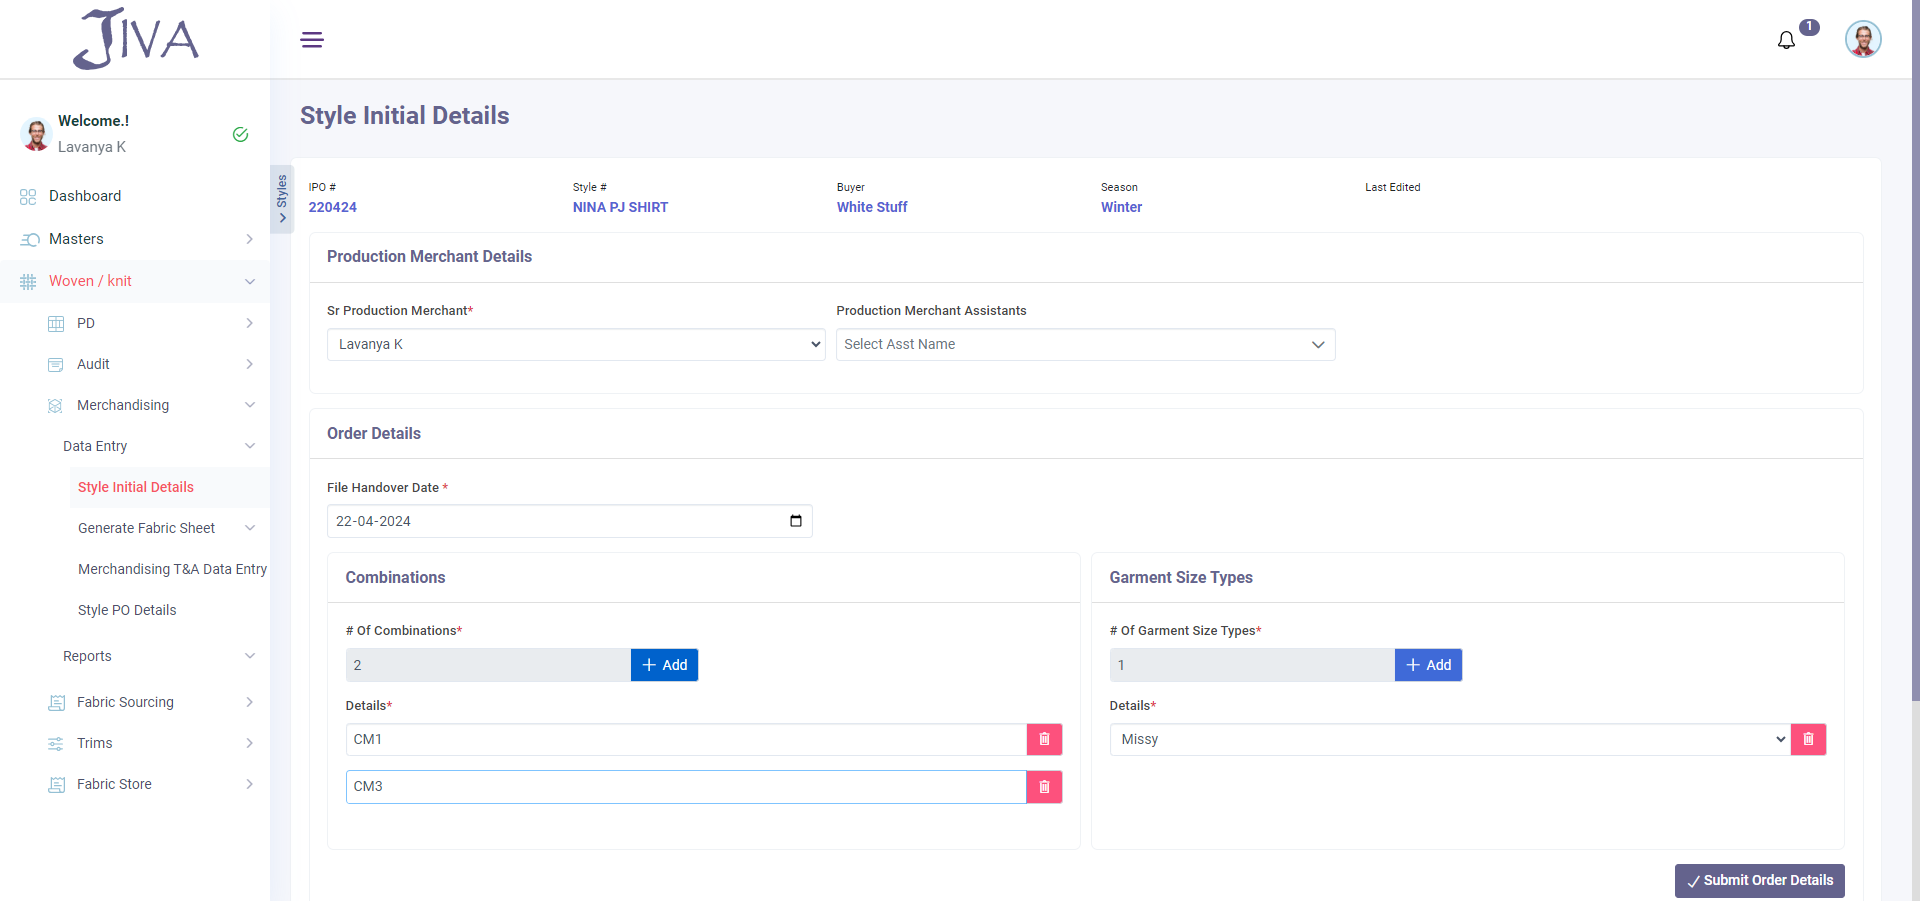 JIVA
1
Welcome.!
Lavanya K
Dashboard
Masters
Woven / knit
PD
Audit
Merchandising
Data Entry
Style Initial Details
Generate Fabric Sheet
Merchandising T&A Data Entry
Style PO Details
Reports
Fabric Sourcing
Trims
Fabric Store
Styles
Style Initial Details
IPO #
220424
Style #
NINA PJ SHIRT
Buyer
White Stuff
Season
Winter
Last Edited
Production Merchant Details
Sr Production Merchant*
Lavanya K
Production Merchant Assistants
Select Asst Name
Order Details
File Handover Date *
22-04-2024
Combinations
# Of Combinations*
2
Add
Details*
CM1
CM3
Garment Size Types
# Of Garment Size Types*
1
Add
Details*
Missy
Submit Order Details